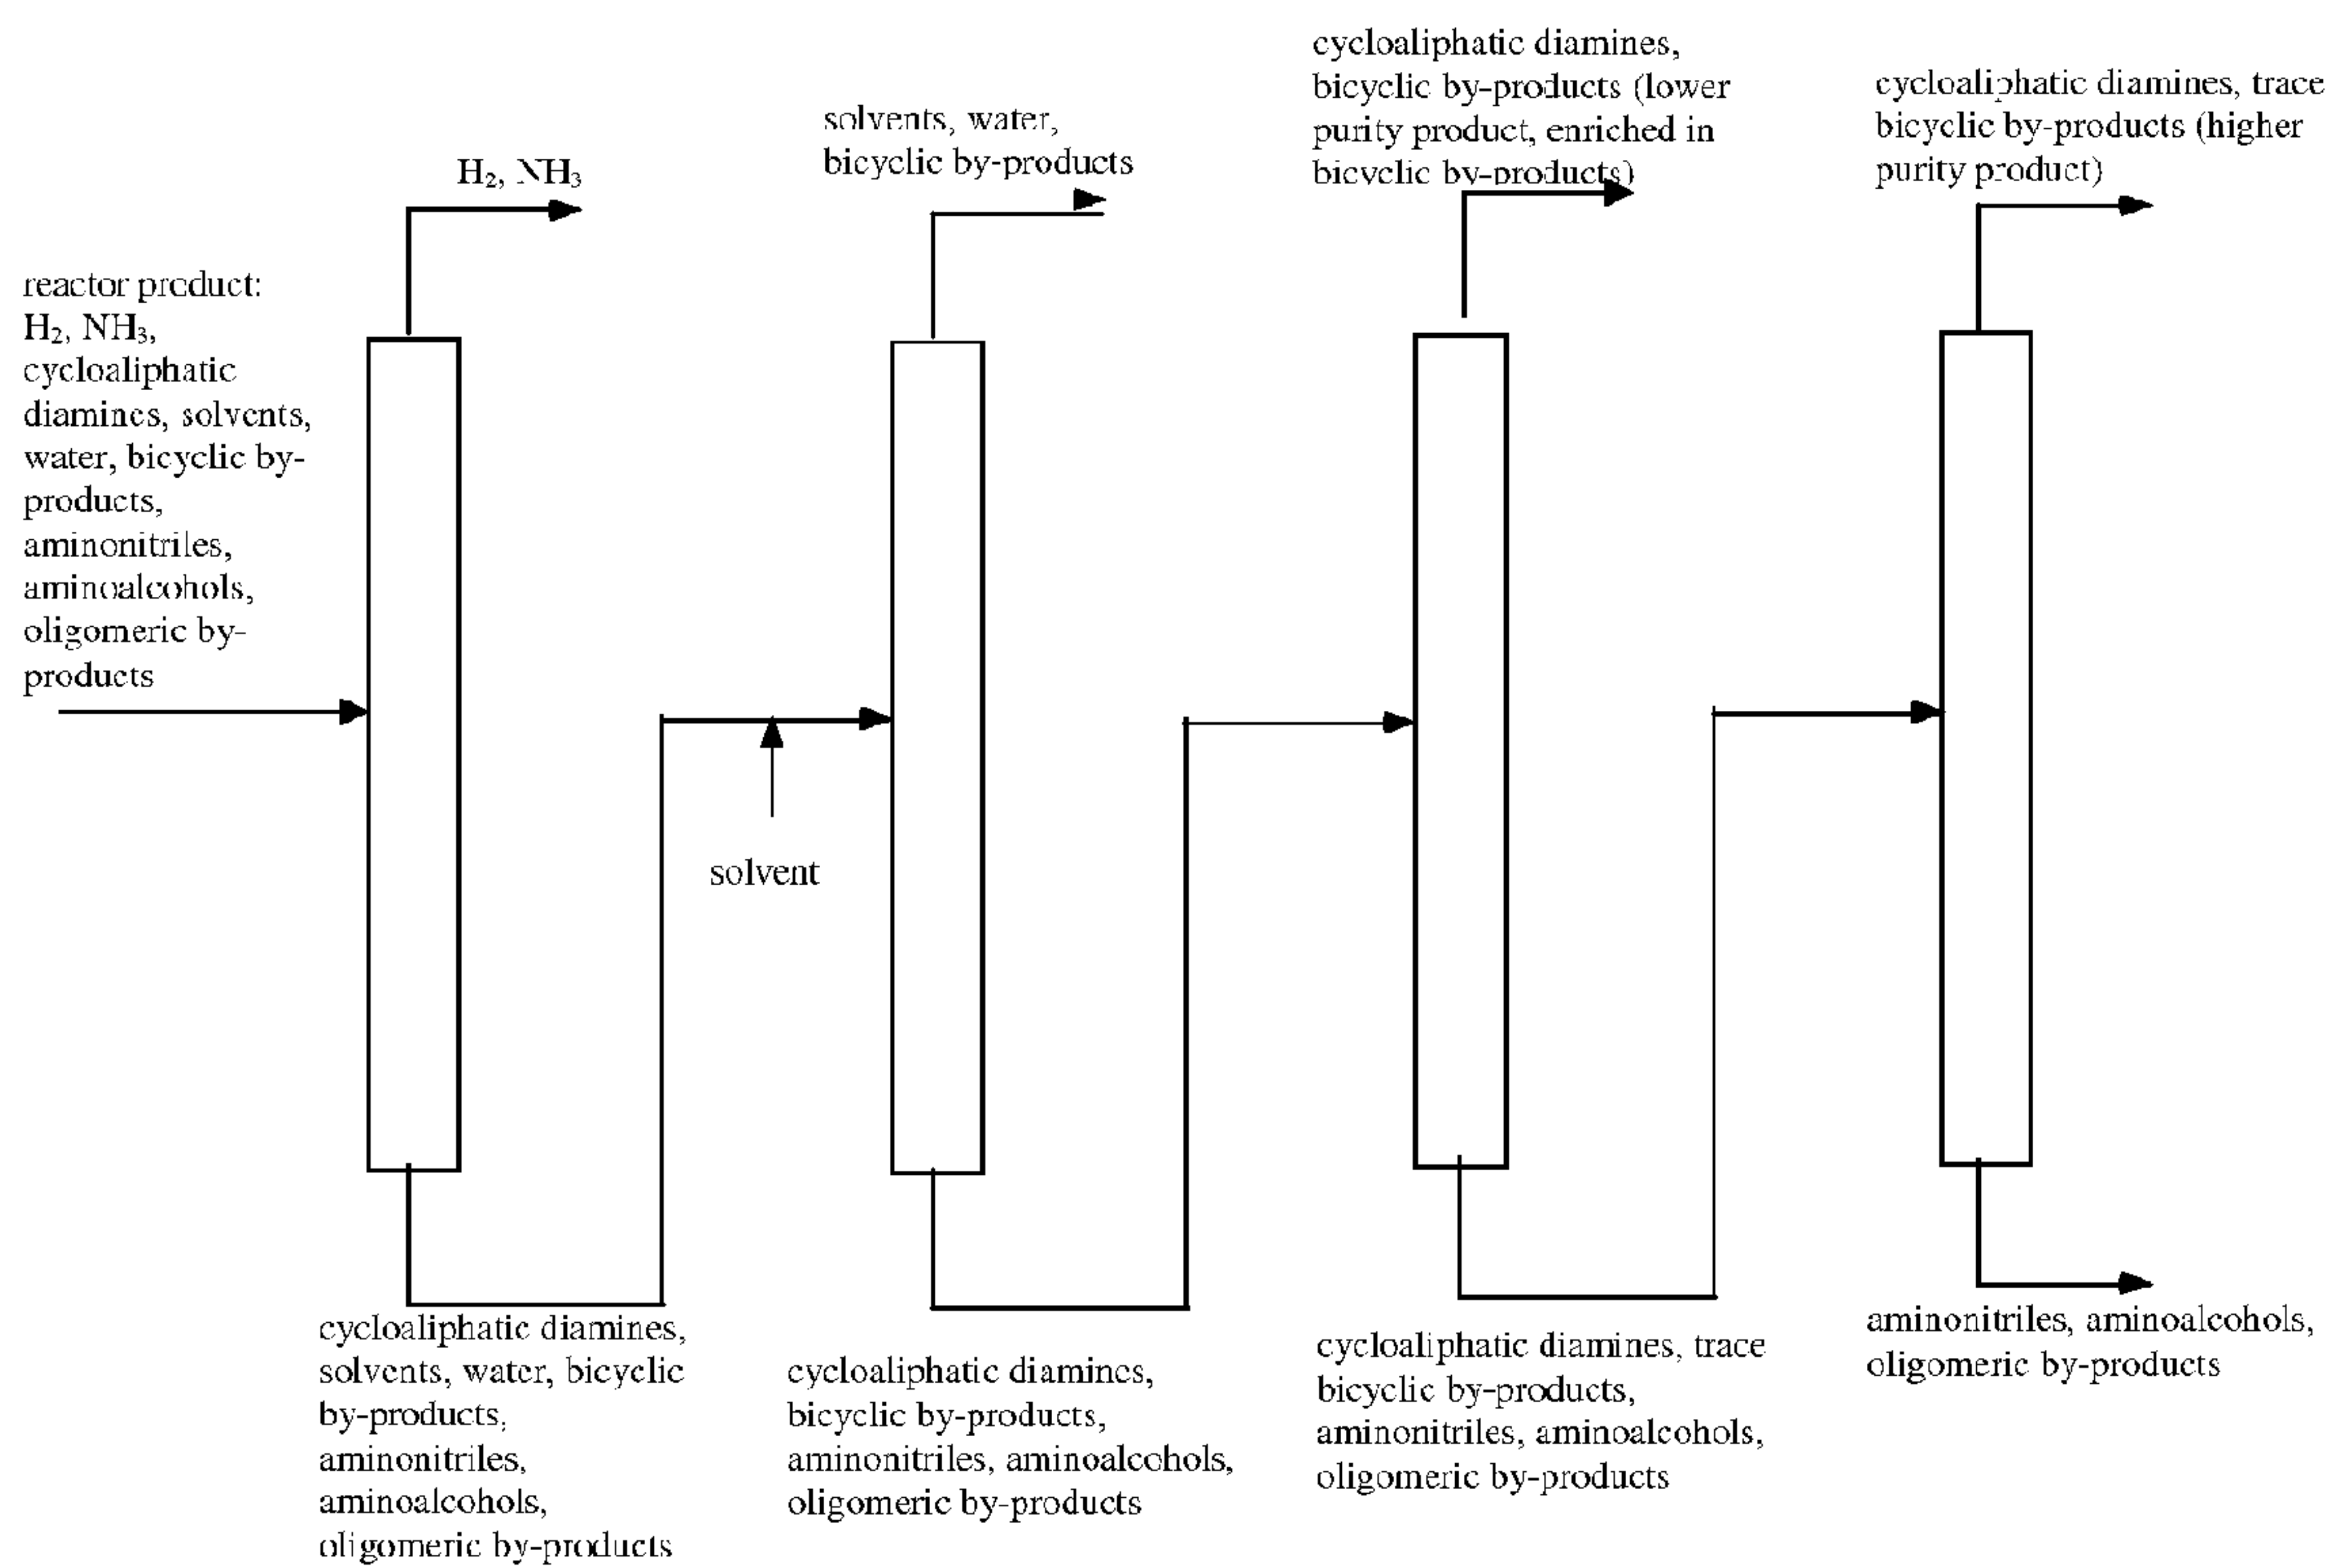 cycloaliphatic diamines,
bicyclic by-products (lower
purity product, enriched in
bicyclic by-products)
cycloaliphatic diamines, trace
bicyclic by-products (higher
purity product)
solvents, water,
bicyclic by-products
H₂, NH₃
reactor product:
H₂, NH₃,
cycloaliphatic
diamines, solvents,
water, bicyclic by-
products,
aminonitriles,
aminoalcohols,
oligomeric by-
products
solvent
cycloaliphatic diamines,
solvents, water, bicyclic
by-products,
aminonitriles,
aminoalcohols,
oligomeric by-products
cycloaliphatic diamines,
bicyclic by-products,
aminonitriles, aminoalcohols,
oligomeric by-products
cycloaliphatic diamines, trace
bicyclic by-products,
aminonitriles, aminoalcohols,
oligomeric by-products
aminonitriles, aminoalcohols,
oligomeric by-products